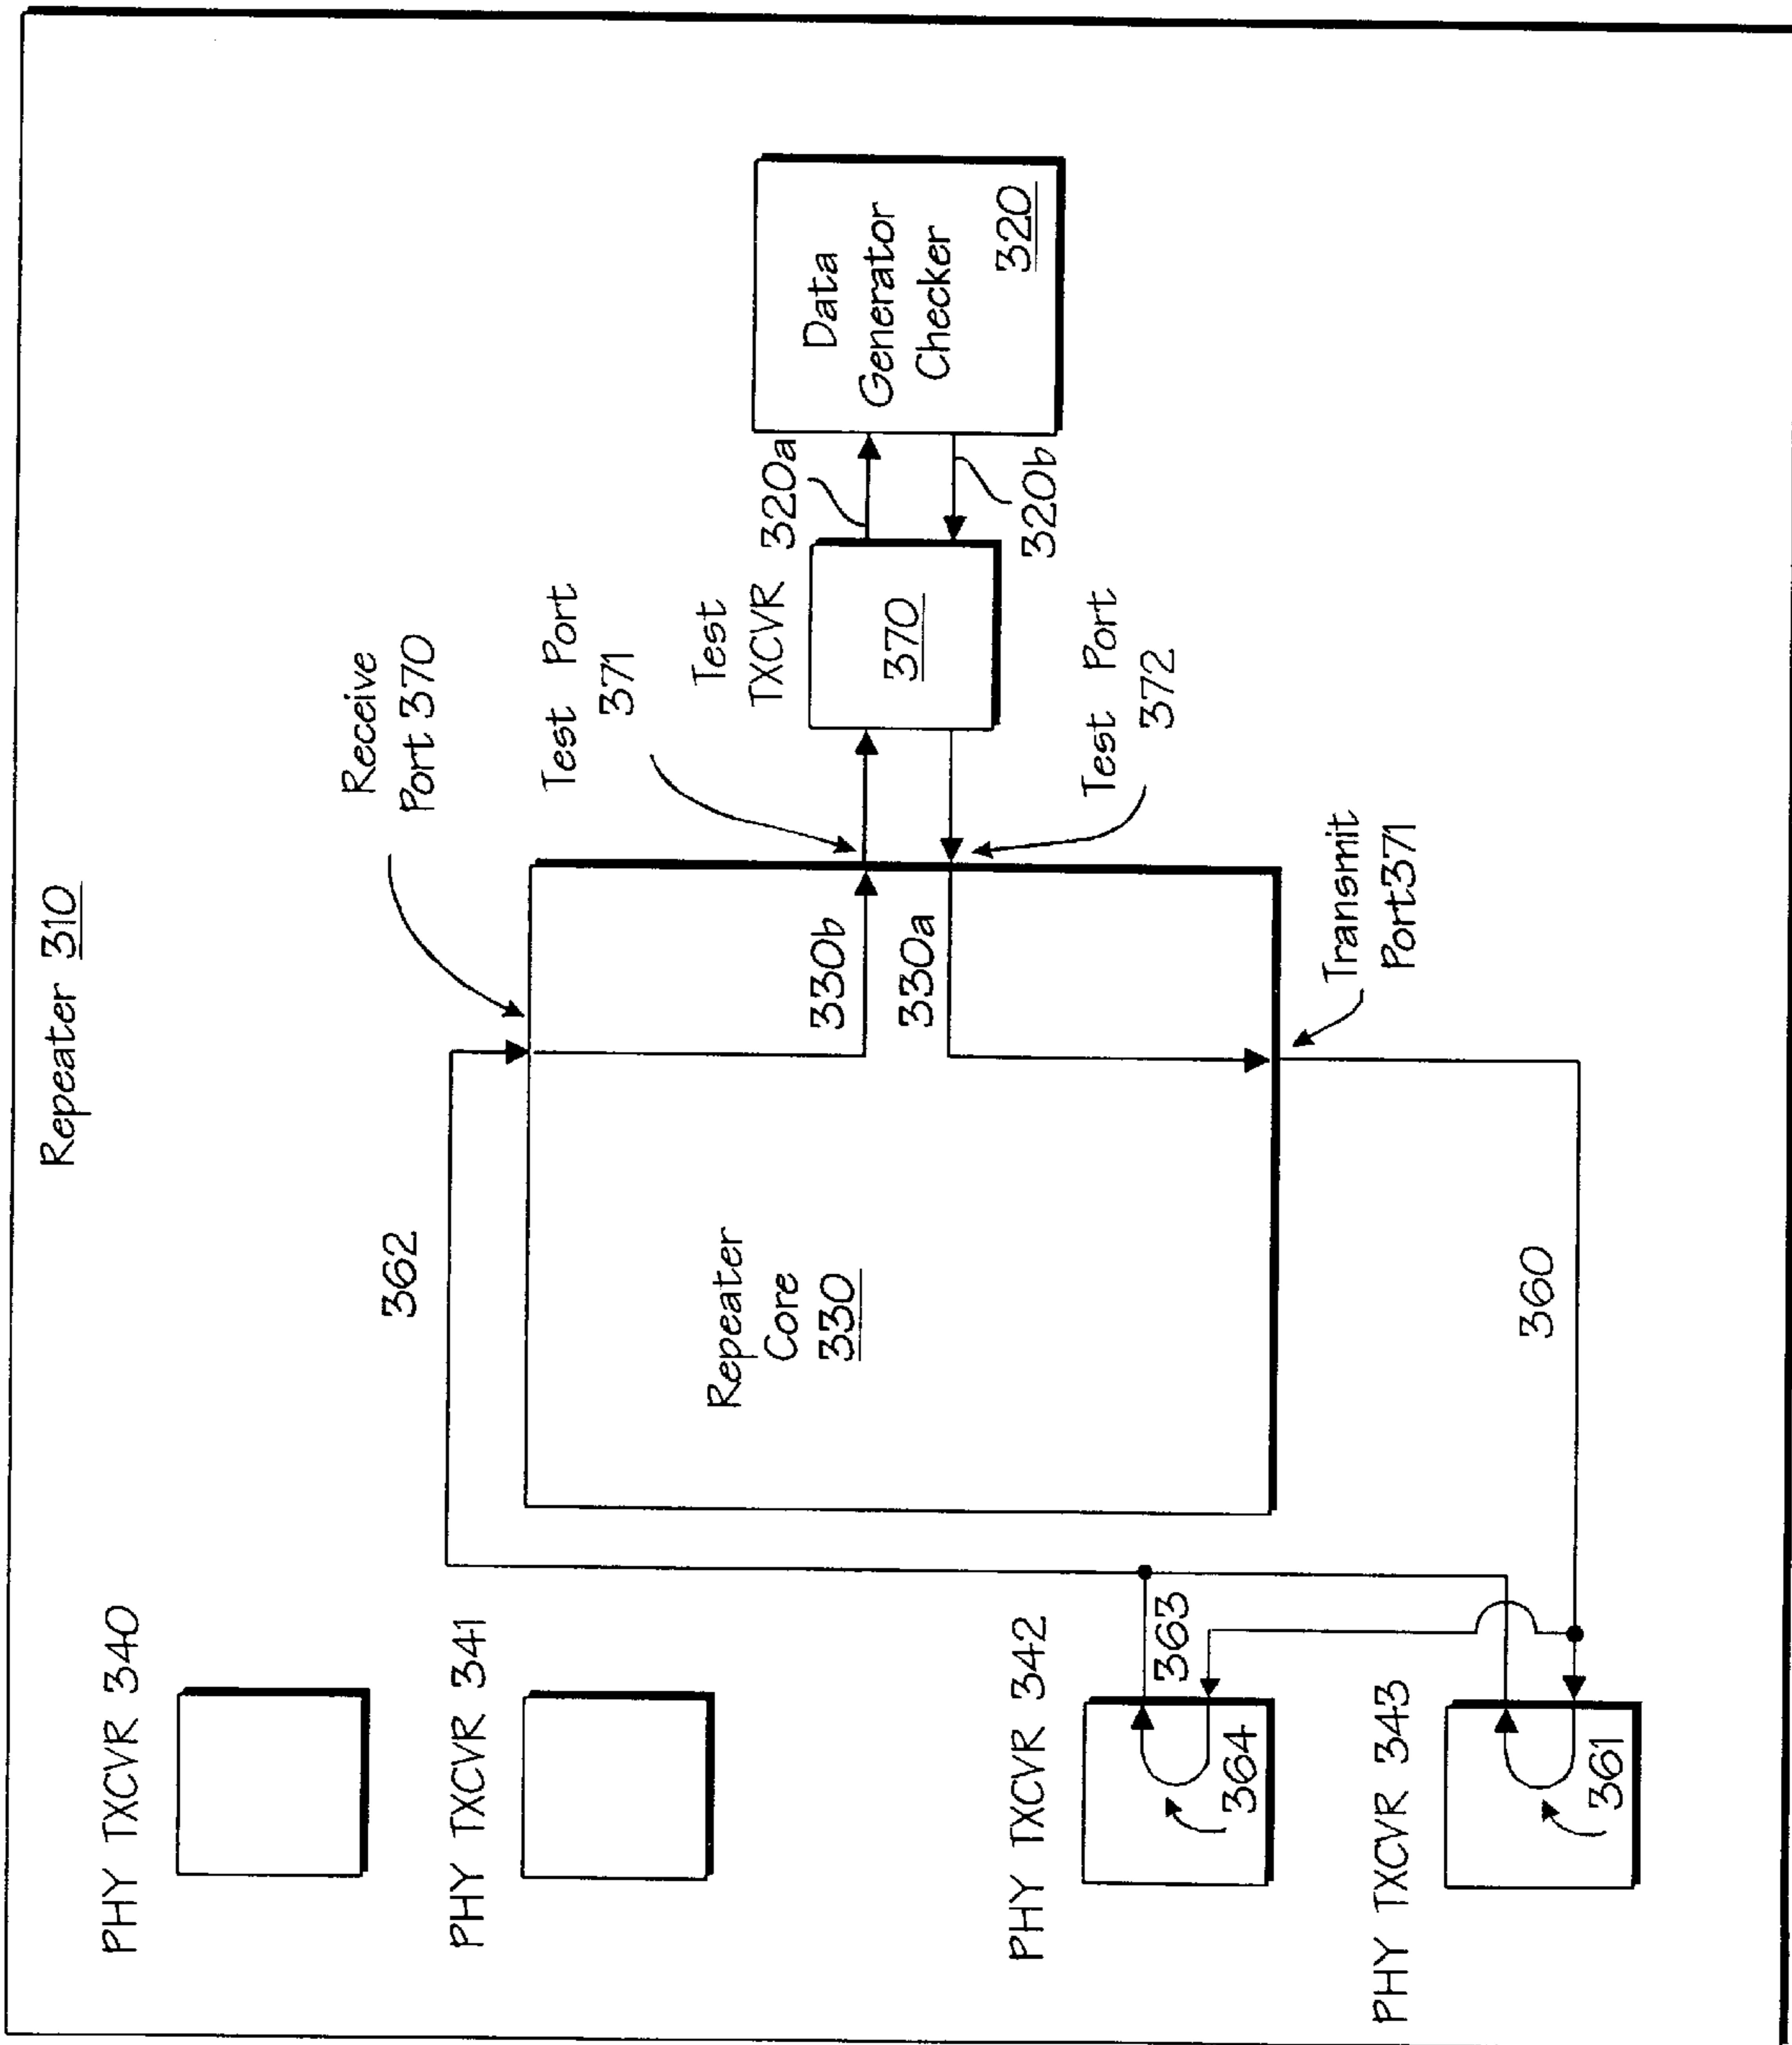 Repeater 310
PHY TXCVR 340
PHY TXCVR 341
PHY TXCVR 342
PHY TXCVR 343
362
363
364
361
360
Repeater
Core
330
330b
330a
Receive
Port 370
Test Port
371
Test
TXCVR
370
Test Port
372
Transmit
Port371
320a
320b
Data
Generator
Checker
320